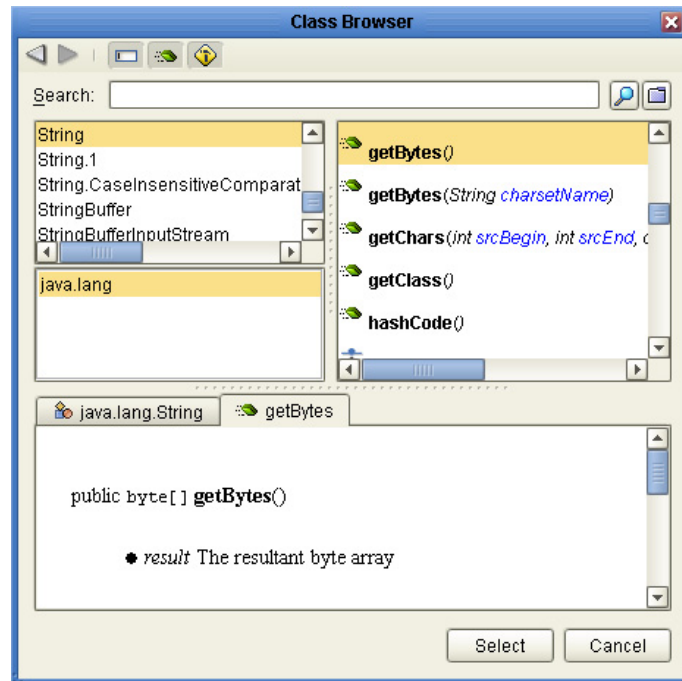 Class Browser
Search:
String
String.1
String.CaseInsensitiveComparat
StringBuffer
StringBufferInputStream
java.lang
getBytes()
getBytes(String charsetName)
getChars(int srcBegin, int srcEnd, c
getClass()
hashCode()
java.lang.String
getBytes
public byte[] getBytes()
● result The resultant byte array
Select
Cancel